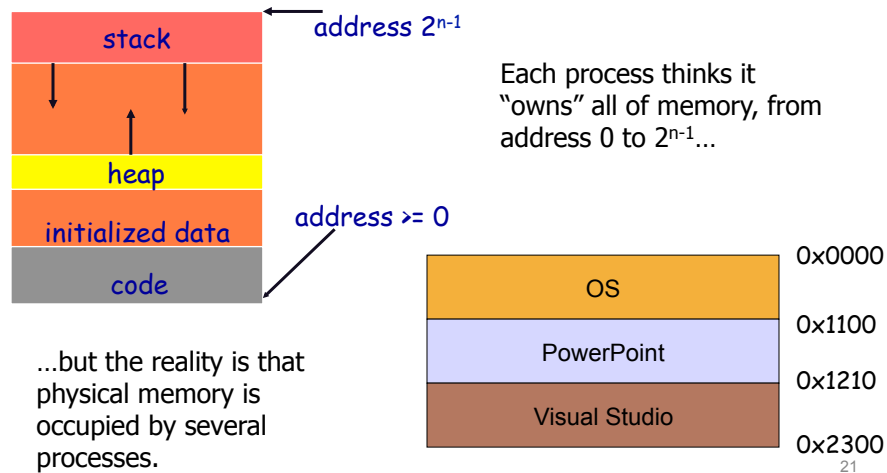 stack
address 2ⁿ⁻¹
Each process thinks it
“owns” all of memory, from
address 0 to 2ⁿ⁻¹…
heap
address >= 0
initialized data
code
0x0000
OS
0x1100
PowerPoint
0x1210
Visual Studio
0x2300
…but the reality is that
physical memory is
occupied by several
processes.
21